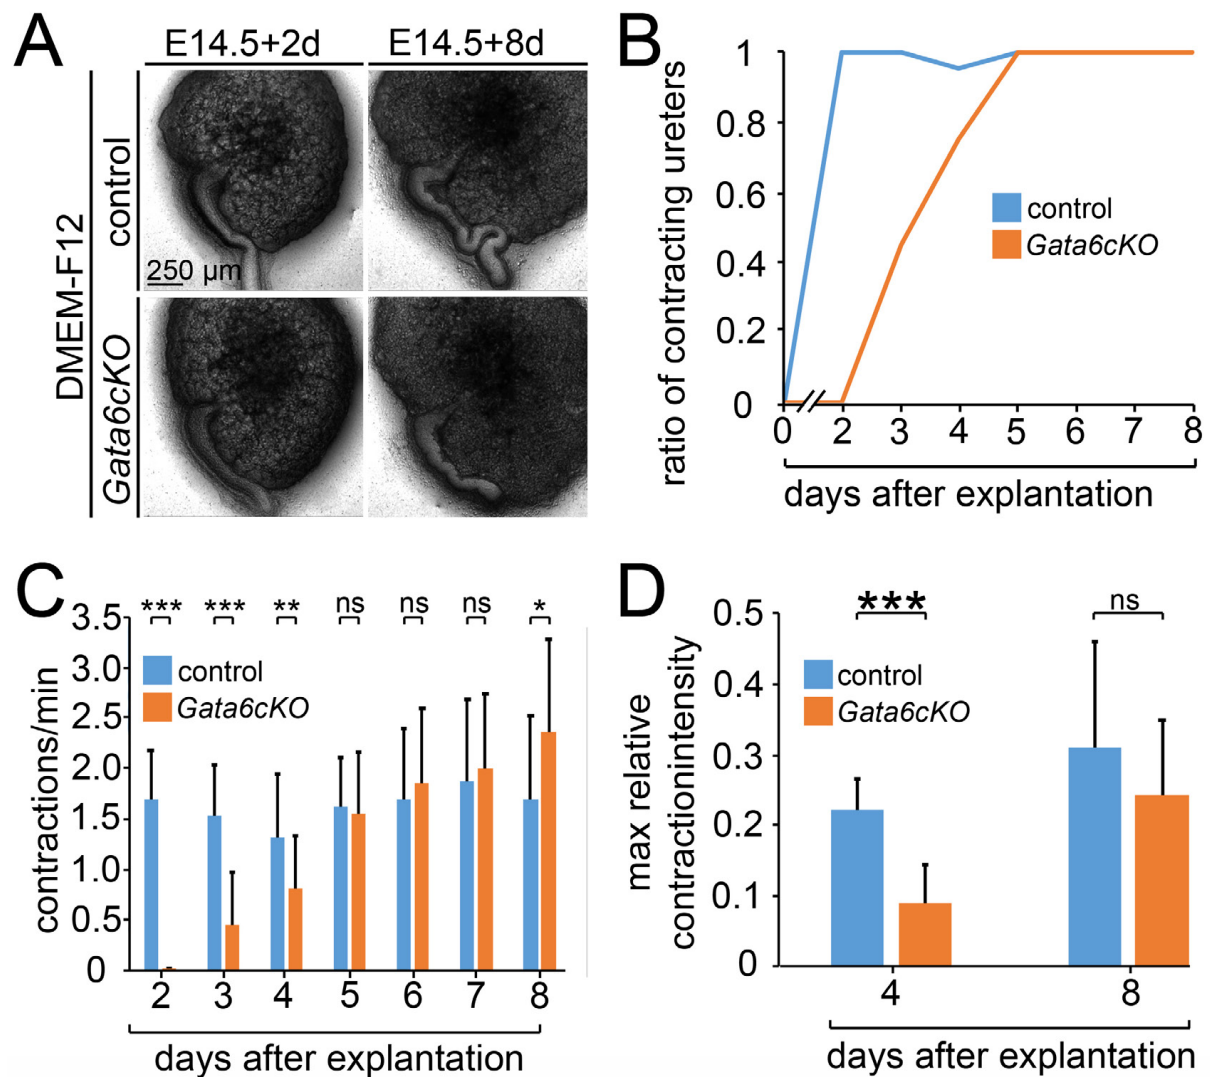 A
E14.5+2d
E14.5+8d
DMEM-F12
control
Gata6cKO
250 µm
B
ratio of contracting ureters
1
0.8
0.6
0.4
0.2
0
control
Gata6cKO
0 2 3 4 5 6 7 8
days after explantation
C
*** *** ** ns ns ns *
contractions/min
3.5
3.0
2.5
2.0
1.5
1.0
0.5
0
control
Gata6cKO
2 3 4 5 6 7 8
days after explantation
D
*** ns
max relative
contractionintensity
0.5
0.4
0.3
0.2
0.1
0
control
Gata6cKO
4 8
days after explantation